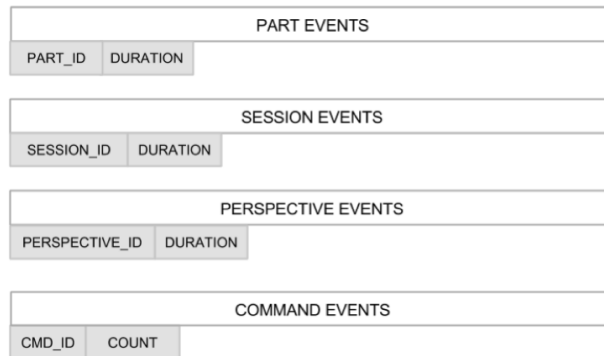 PART EVENTS
PART_ID DURATION
SESSION EVENTS
SESSION_ID DURATION
PERSPECTIVE EVENTS
PERSPECTIVE_ID DURATION
COMMAND EVENTS
CMD_ID COUNT